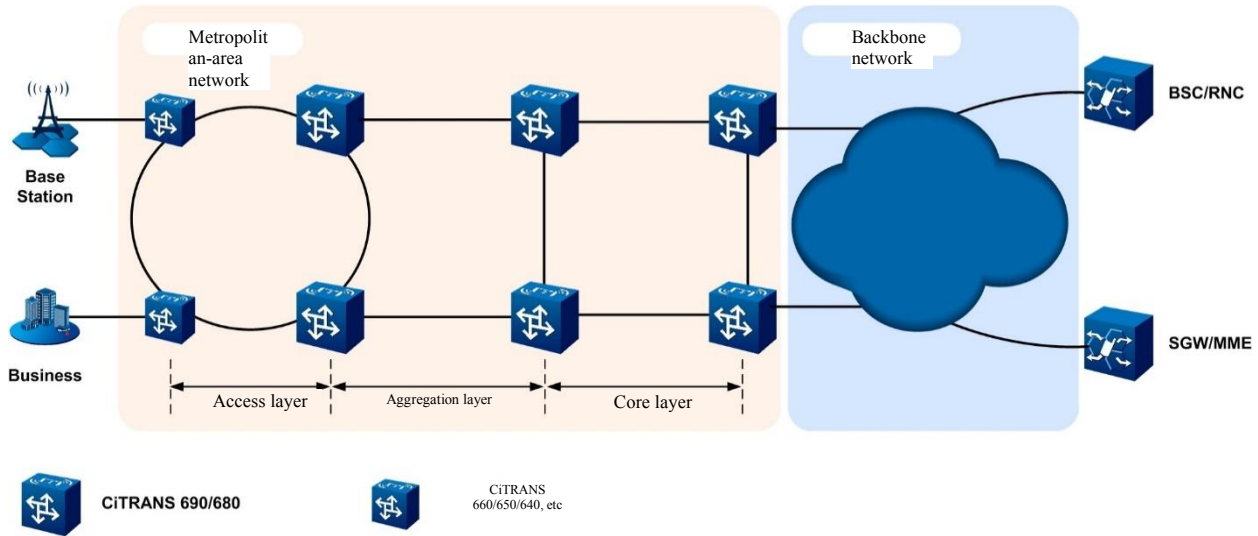 Metropolit
an-area
network
Backbone
network
BSC/RNC
Base
Station
SGW/MME
Business
Access layer
Aggregation layer
Core layer
CiTRANS 690/680
CiTRANS
660/650/640, etc